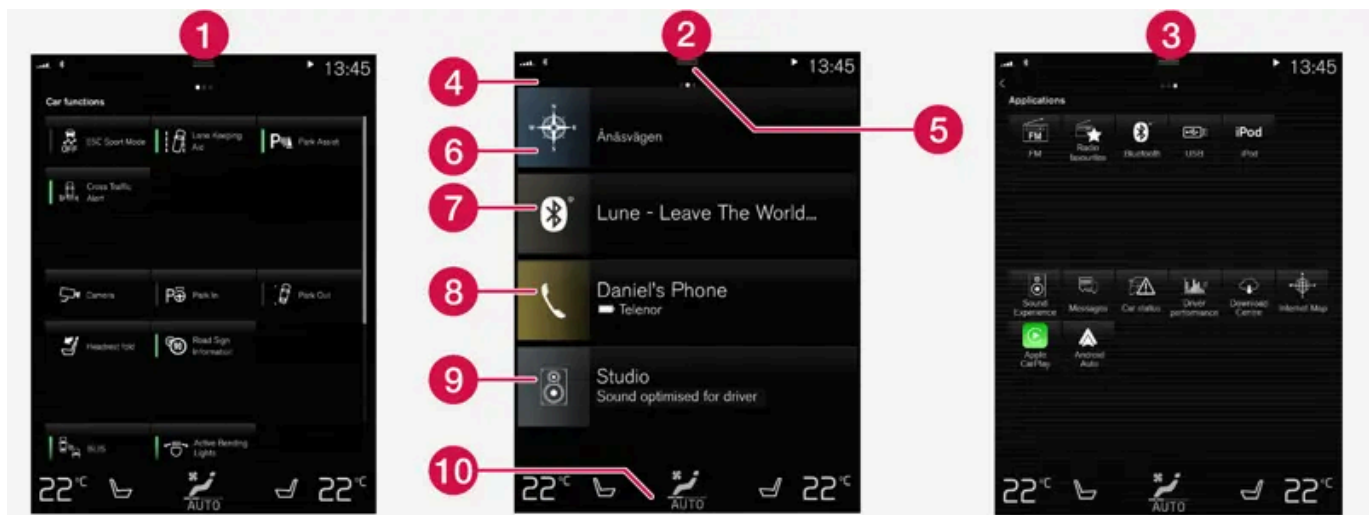 1
2
3
13:45
Car functions
OFF
ESC Sport Mode
Lane Keeping
Aid
Park Assist
Cross Traffic
Alert
Camera
Park In
Park Out
Headrest fold
Road Sign
Information
BLIS
Active Bending
Lights
22°C
AUTO
22°C
4
13:45
5
Ånäsvägen
6
7
Lune - Leave The World...
8
Daniel's Phone
Telenor
9
Studio
Sound optimised for driver
10
22°C
AUTO
22°C
13:45
Applications
FM
FM
Radio
favourites
Bluetooth
USB
iPod
iPod
Sound
Experience
Messages
Car status
Driver
performance
Download
Centre
Internet Map
Apple
CarPlay
Android
Auto
22°C
AUTO
22°C